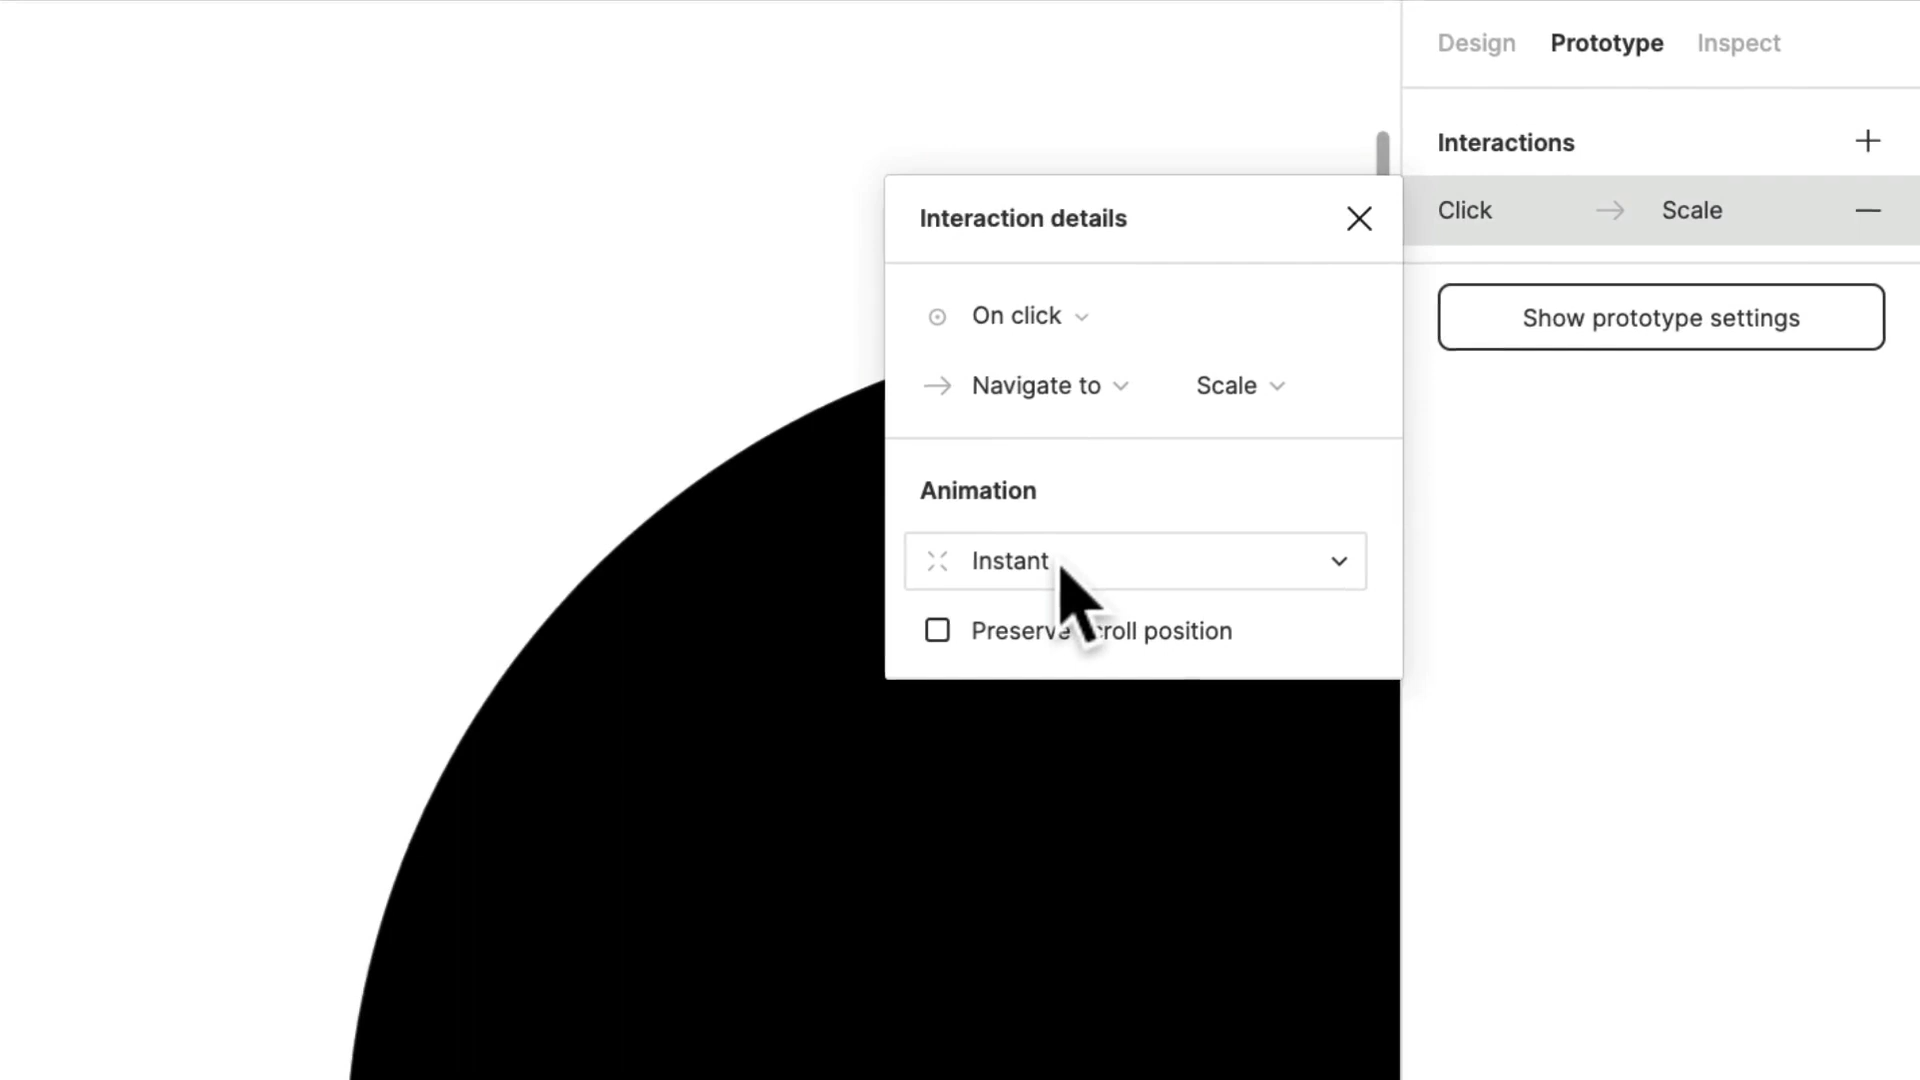 Design Prototype Inspect
Interactions
Click Scale
Show prototype settings
Interaction details
On click
Navigate to Scale
Animation
Instant
Preserve scroll position